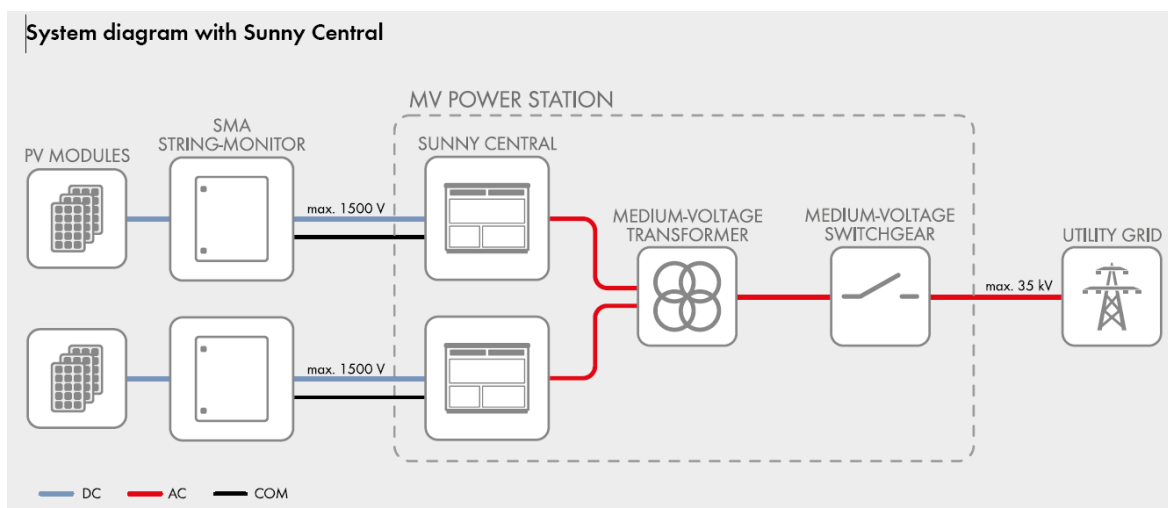 System diagram with Sunny Central
MV POWER STATION
SMA
STRING-MONITOR
SUNNY CENTRAL
PV MODULES
max. 1500 V
MEDIUM-VOLTAGE
TRANSFORMER
MEDIUM-VOLTAGE
SWITCHGEAR
UTILITY GRID
max. 35 kV
max. 1500 V
DC
AC
COM